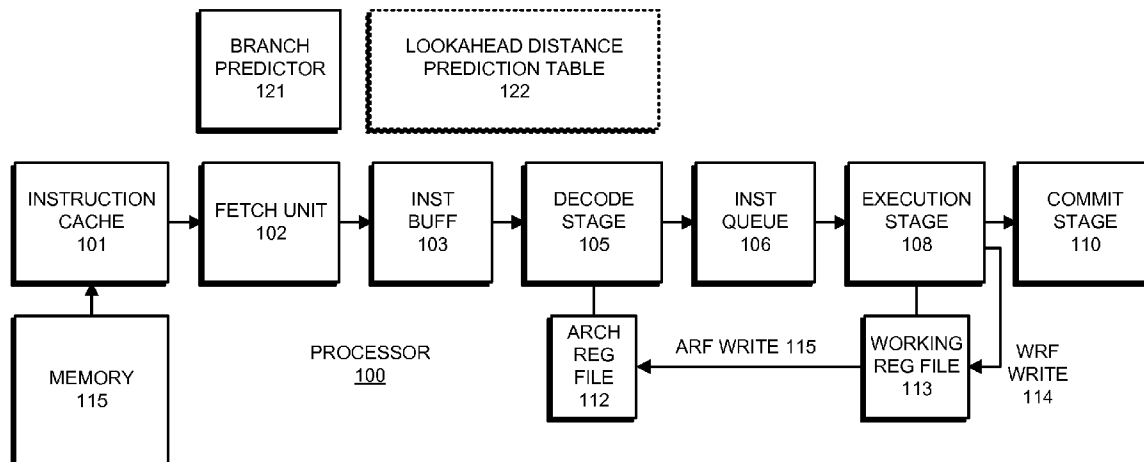 BRANCH
PREDICTOR
121
LOOKAHEAD DISTANCE
PREDICTION TABLE
122
INSTRUCTION
CACHE
101
FETCH UNIT
102
INST
BUFF
103
DECODE
STAGE
105
INST
QUEUE
106
EXECUTION
STAGE
108
COMMIT
STAGE
110
MEMORY
115
PROCESSOR
100
ARCH
REG
FILE
112
ARF WRITE 115
WORKING
REG FILE
113
WRF
WRITE
114